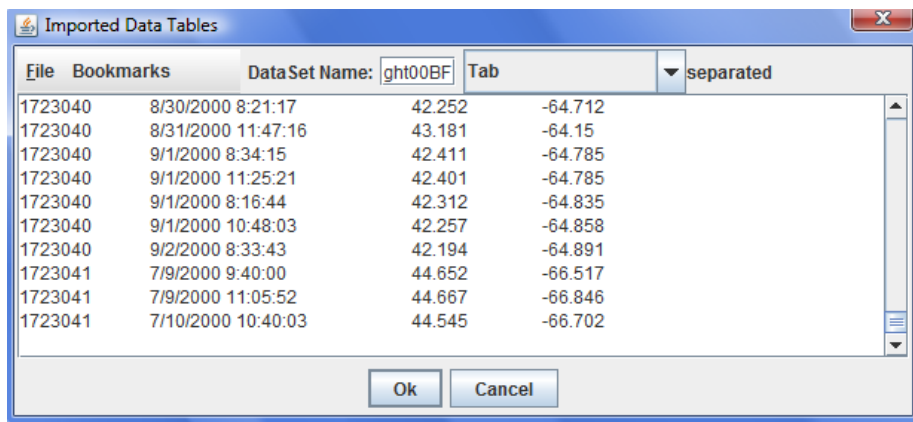 Imported Data Tables
File Bookmarks DataSet Name: ght00BF Tab separated
1723040 8/30/2000 8:21:17 42.252 -64.712
1723040 8/31/2000 11:47:16 43.181 -64.15
1723040 9/1/2000 8:34:15 42.411 -64.785
1723040 9/1/2000 11:25:21 42.401 -64.785
1723040 9/1/2000 8:16:44 42.312 -64.835
1723040 9/1/2000 10:48:03 42.257 -64.858
1723040 9/2/2000 8:33:43 42.194 -64.891
1723041 7/9/2000 9:40:00 44.652 -66.517
1723041 7/9/2000 11:05:52 44.667 -66.846
1723041 7/10/2000 10:40:03 44.545 -66.702
Ok Cancel